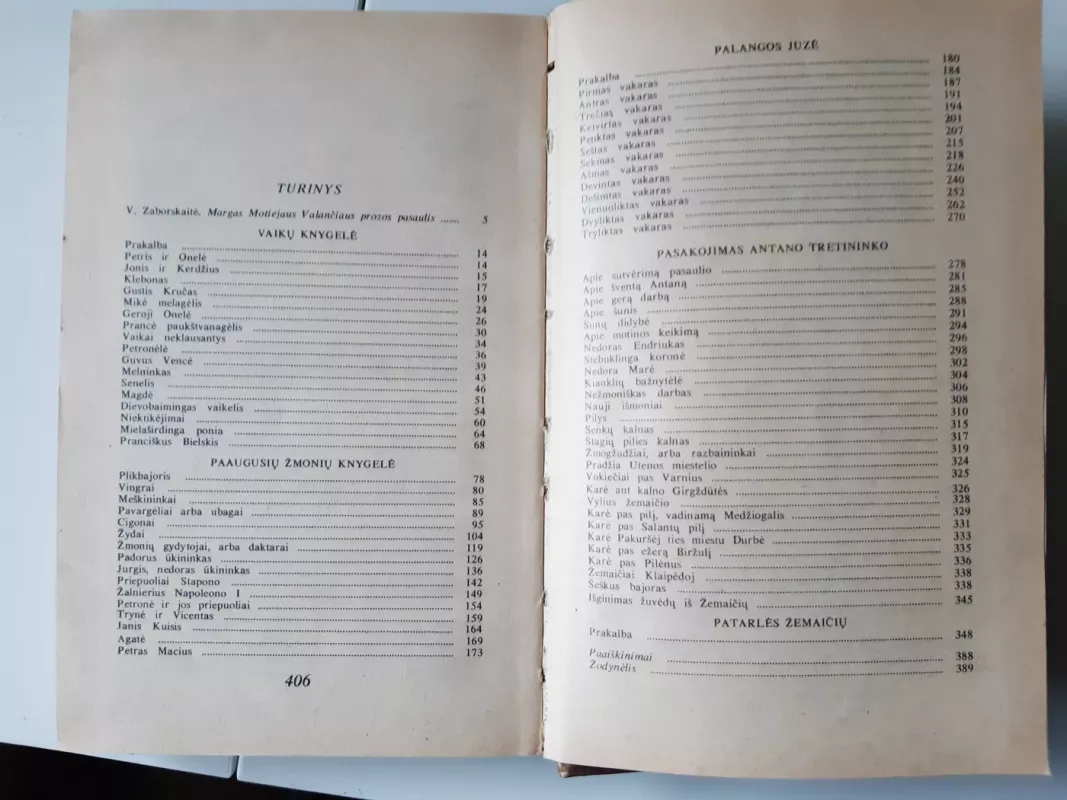 TURINYS
V. Zaborskaitė. Margas Motiejaus Valančiaus prozos pasaulis ...... 5
VAIKŲ KNYGELĖ
Prakalba 14
Petris ir Onelė 14
Jonis ir Kerdžius 15
Klebonas 17
Gustis Kručas 19
Mikė melagėlis 24
Geroji Onelė 26
Prancė paukštvanagėlis 30
Vaikai neklausantys 34
Petronėlė 36
Guvus Vencė 39
Melninkas 43
Senelis 46
Magdė 51
Dievobaimingas vaikelis 54
Niektikėjimai 60
Mielaširdinga ponia 64
Pranciškus Bielskis 68
PAAUGUSIŲ ŽMONIŲ KNYGELĖ
Plikbajoris 78
Vingrai 80
Meškininkai 85
Pavargėliai arba ubagai 89
Cigonai 95
Žydai 104
Žmonių gydytojai, arba daktarai 119
Padorus ūkininkas 126
Jurgis, nedoras ūkininkas 136
Priepuoliai Stapono 142
Žalnierius Napoleono I 149
Petronė ir jos priepuoliai 154
Trynė ir Vicentas 159
Janis Kuisis 164
Agatė 169
Petras Macius 173
406
PALANGOS JUZĖ
Prakalba 180
Pirmas vakaras 184
Antras vakaras 187
Trečias vakaras 191
Ketvirtas vakaras 194
Penktas vakaras 201
Šeštas vakaras 207
Sekmas vakaras 215
Ašmas vakaras 218
Devintas vakaras 226
Dešimtas vakaras 240
Vienuoliktas vakaras 252
Dvyliktas vakaras 262
Tryliktas vakaras 270
PASAKOJIMAS ANTANO TRETININKO
Apie sutvėrimą pasaulio 278
Apie šventą Antaną 281
Apie gerą darbą 285
Apie šunis 288
Šunų didybė 291
Apie motinos keikimą 294
Nedoras Endriukas 296
Stebuklinga koronė 298
Nedora Marė 302
Kiauklių bažnytėlė 304
Nežmoniškas darbas 306
Nauji išmoniai 308
Pilys 310
Senkų kalnas 315
Stagių pilies kalnas 317
Žmogžudžiai, arba razbaininkai 319
Pradžia Utenos miestelio 324
Vokiečiai pas Varnius 325
Karė ant kalno Girgždūtės 326
Vylius žemaičio 328
Karė pas pilį, vadinamą Medžiogalis 329
Karė pas Salantų pilį 331
Karė Pakuršėj ties miestu Durbė 333
Karė pas ežerą Biržulį 335
Karė pas Pilėnus 336
Žemaičiai Klaipėdoj 338
Šeškus bajoras 338
Išginimas žuvėdų iš Žemaičių 345
PATARLĖS ŽEMAIČIŲ
Prakalba 348
Paaiškinimai 388
Žodynėlis 389